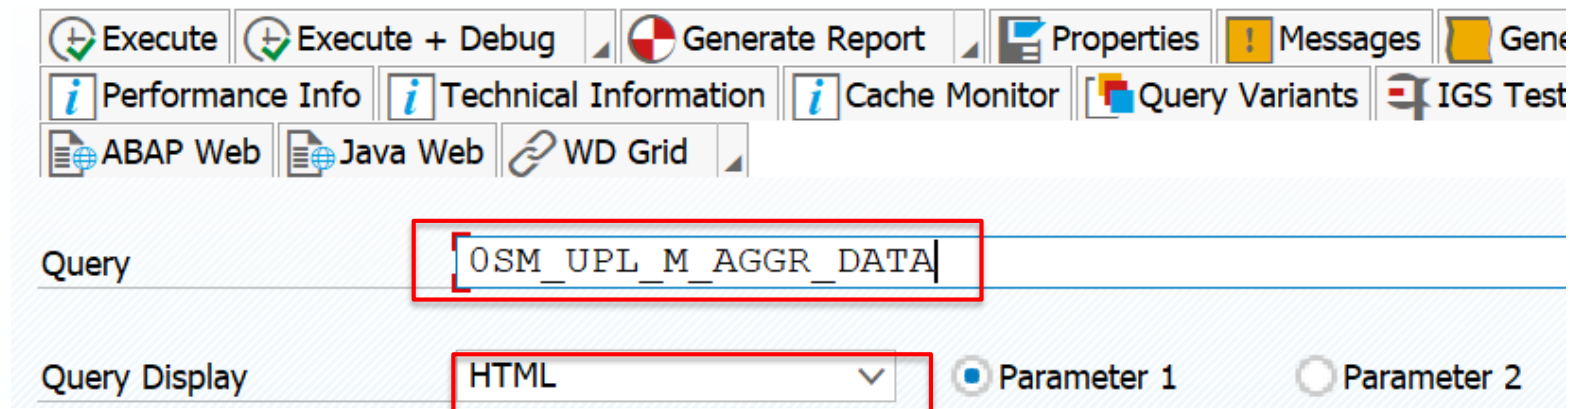 Execute Execute + Debug Generate Report Properties Messages Gene
Performance Info Technical Information Cache Monitor Query Variants IGS Test
ABAP Web Java Web WD Grid
Query 0SM_UPL_M_AGGR_DATA
Query Display HTML Parameter 1 Parameter 2